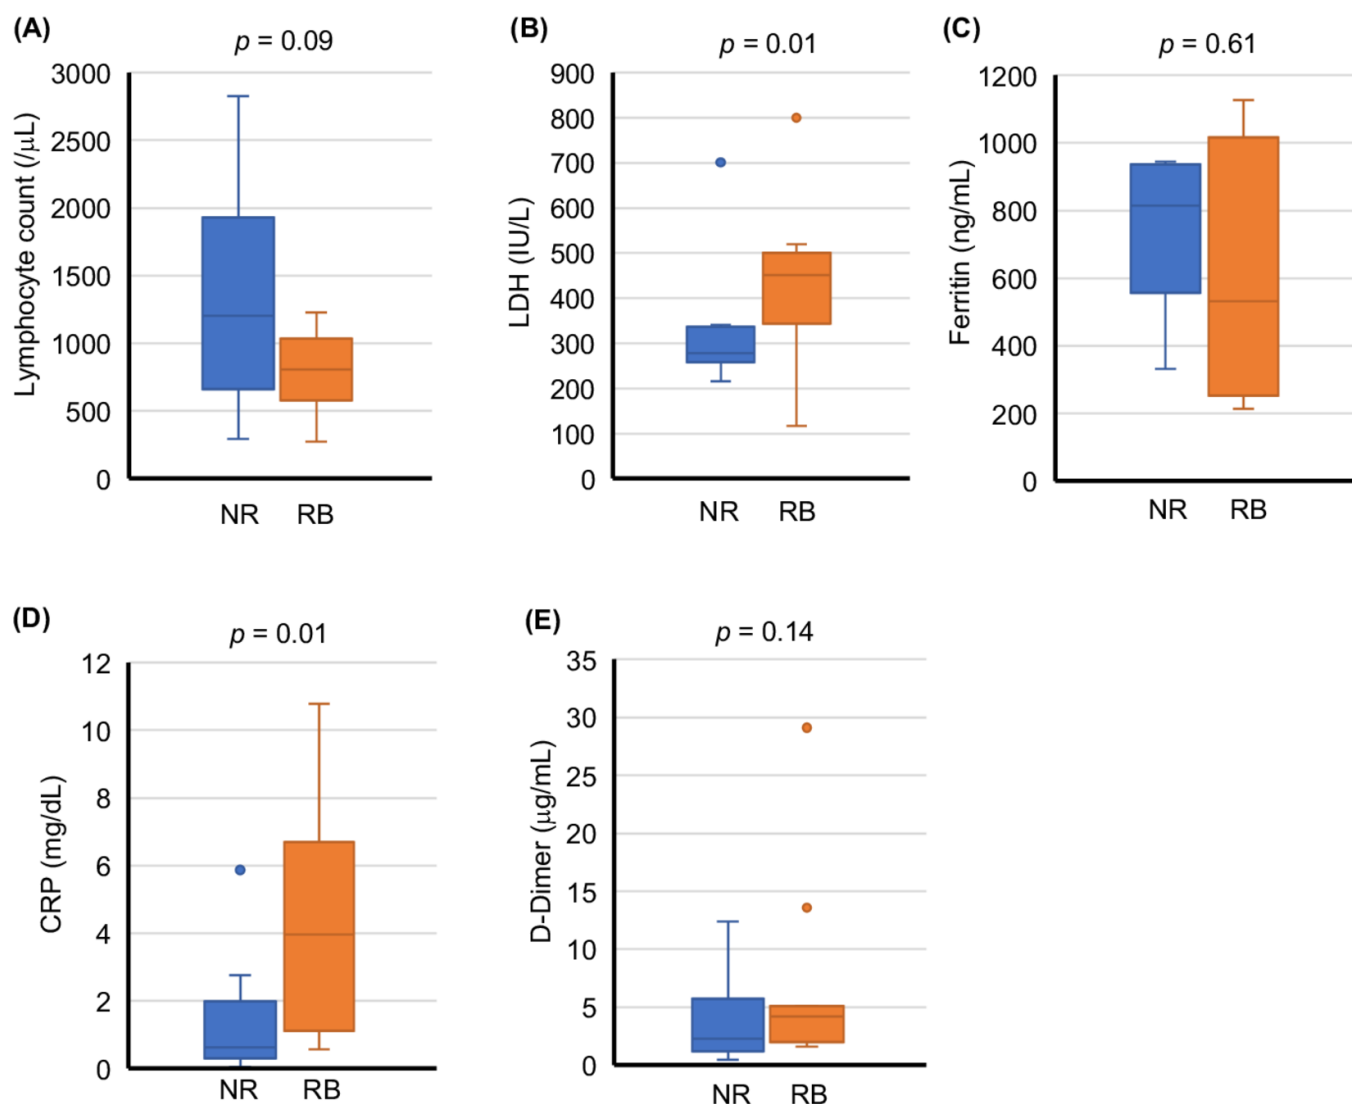 (A)
p = 0.09
Lymphocyte count (/μL)
3000
2500
2000
1500
1000
500
0
NR RB
(B)
p = 0.01
LDH (IU/L)
900
800
700
600
500
400
300
200
100
0
NR RB
(C)
p = 0.61
Ferritin (ng/mL)
1200
1000
800
600
400
200
0
NR RB
(D)
p = 0.01
CRP (mg/dL)
12
10
8
6
4
2
0
NR RB
(E)
p = 0.14
D-Dimer (μg/mL)
35
30
25
20
15
10
5
0
NR RB